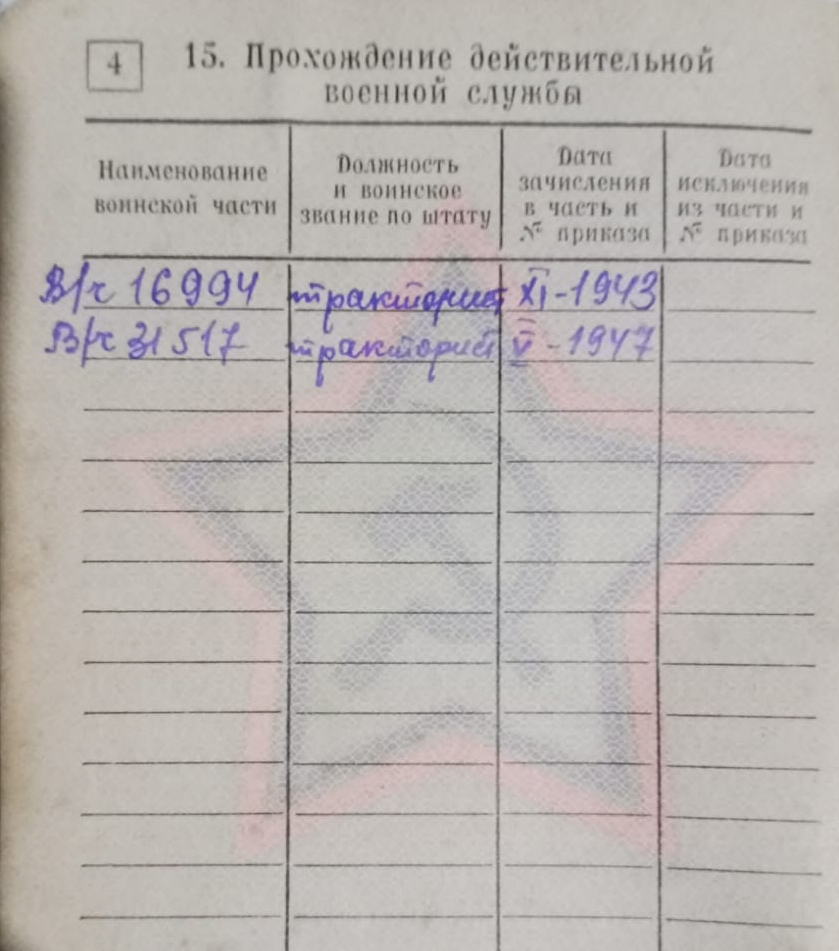 4 15. Прохождение действительной
военной службы
Наименование
воинской части
Должность
и воинское
звание по штату
Дата
зачисления
в часть и
№ приказа
Дата
исключения
из части и
№ приказа
В/ч 16994 тракторист XI-1943
В/ч 31517 тракторист V-1947